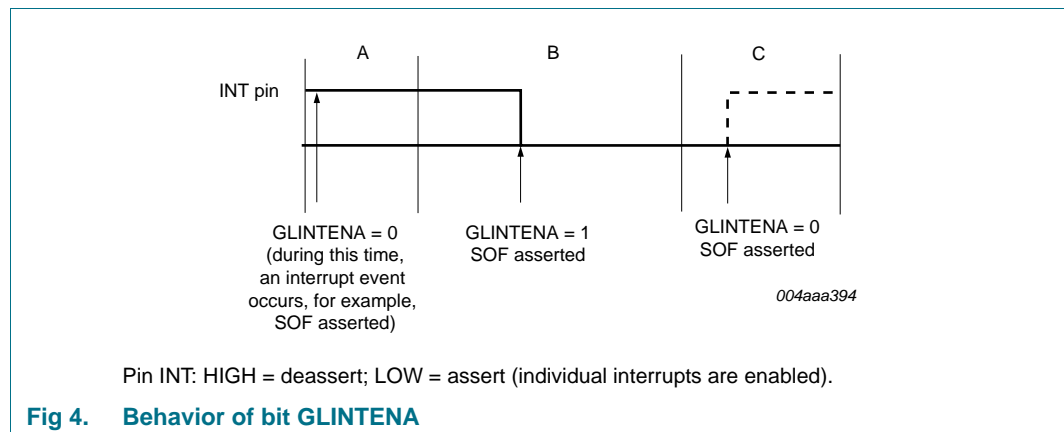 A
B
C
INT pin
GLINTENA = 0
(during this time,
an interrupt event
occurs, for example,
SOF asserted)
GLINTENA = 1
SOF asserted
GLINTENA = 0
SOF asserted
004aaa394
Pin INT: HIGH = deassert; LOW = assert (individual interrupts are enabled).
Fig 4. Behavior of bit GLINTENA